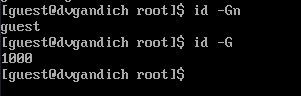 [guest@dvgandich root]$ id -Gn
guest
[guest@dvgandich root]$ id -G
1000
[guest@dvgandich root]$